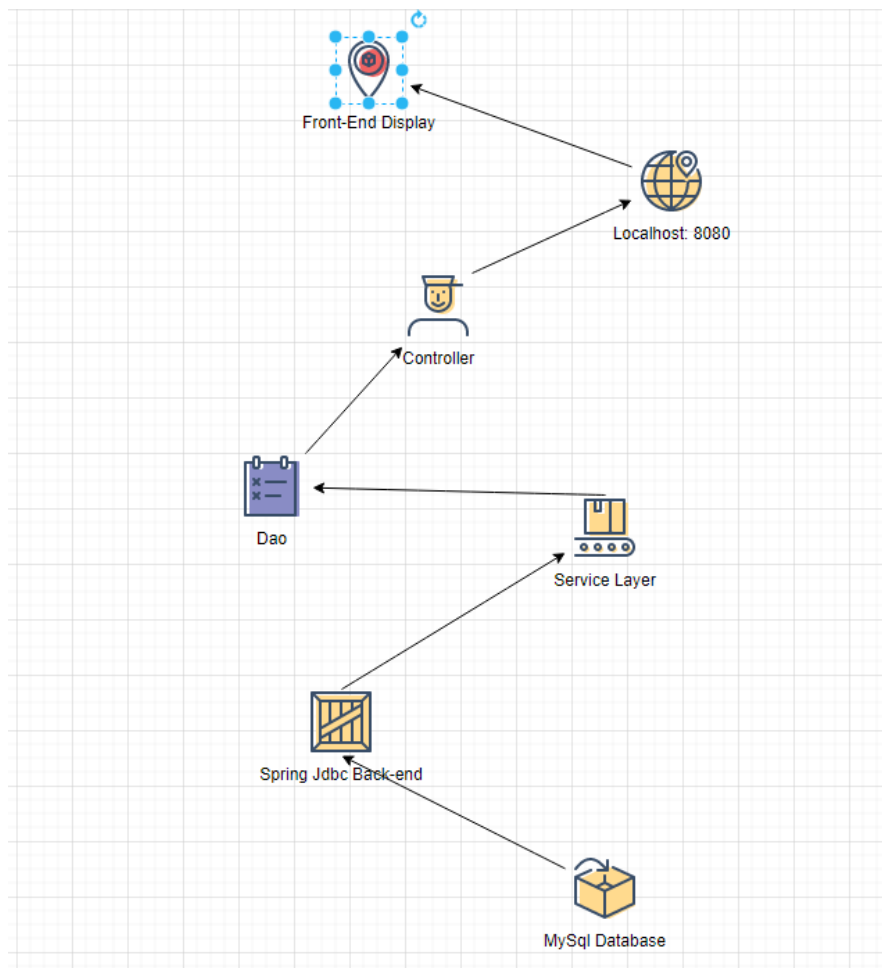 Front-End Display
Localhost: 8080
Controller
Dao
Service Layer
Spring Jdbc Back-end
MySql Database